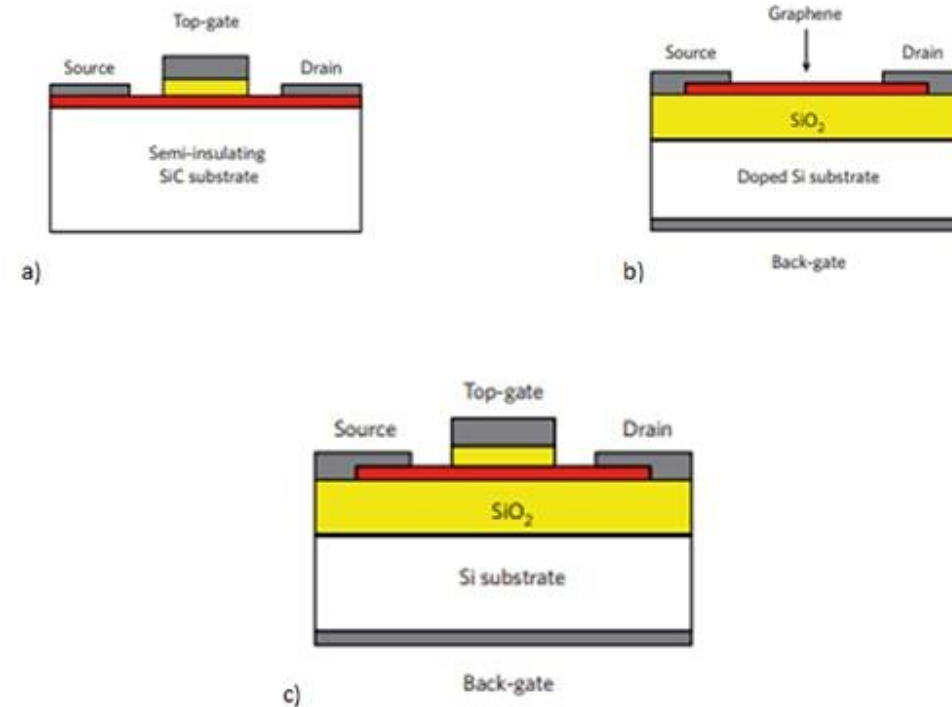 Top-gate
Source
Drain
Semi-insulating
SiC substrate
a)
Graphene
Source
Drain
SiO₂
Doped Si substrate
b)
Back-gate
Top-gate
Source
Drain
SiO₂
Si substrate
c)
Back-gate